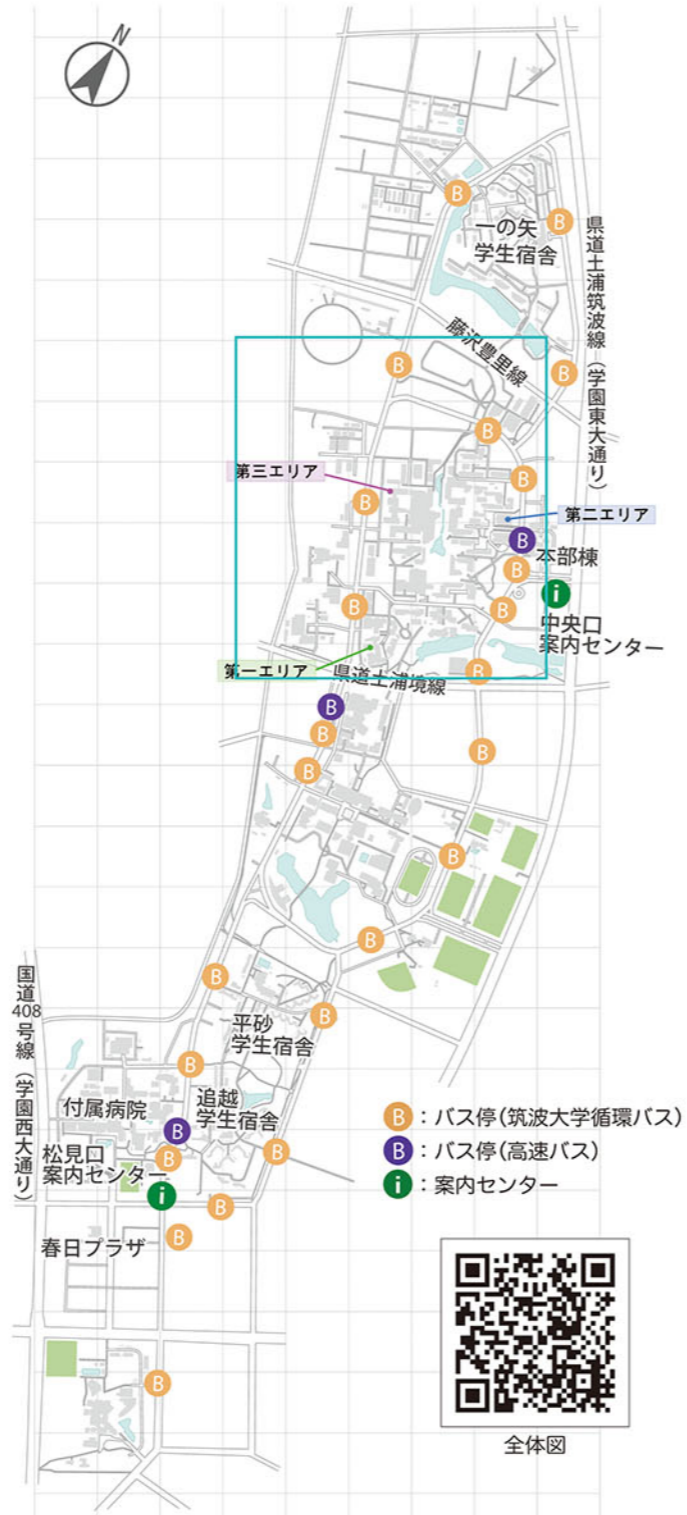 N
一の矢
学生宿舎
県道土浦筑波線（学園東大通り）
藤沢豊里線
第三エリア
第二エリア
B
本部棟
i
中央口
案内センター
第一エリア
県道土浦境線
B
国道
408
号線（学園西大通り）
平砂
学生宿舎
付属病院
追越
学生宿舎
松見口
案内センター
春日プラザ
B：バス停(筑波大学循環バス)
B：バス停(高速バス)
i：案内センター
全体図